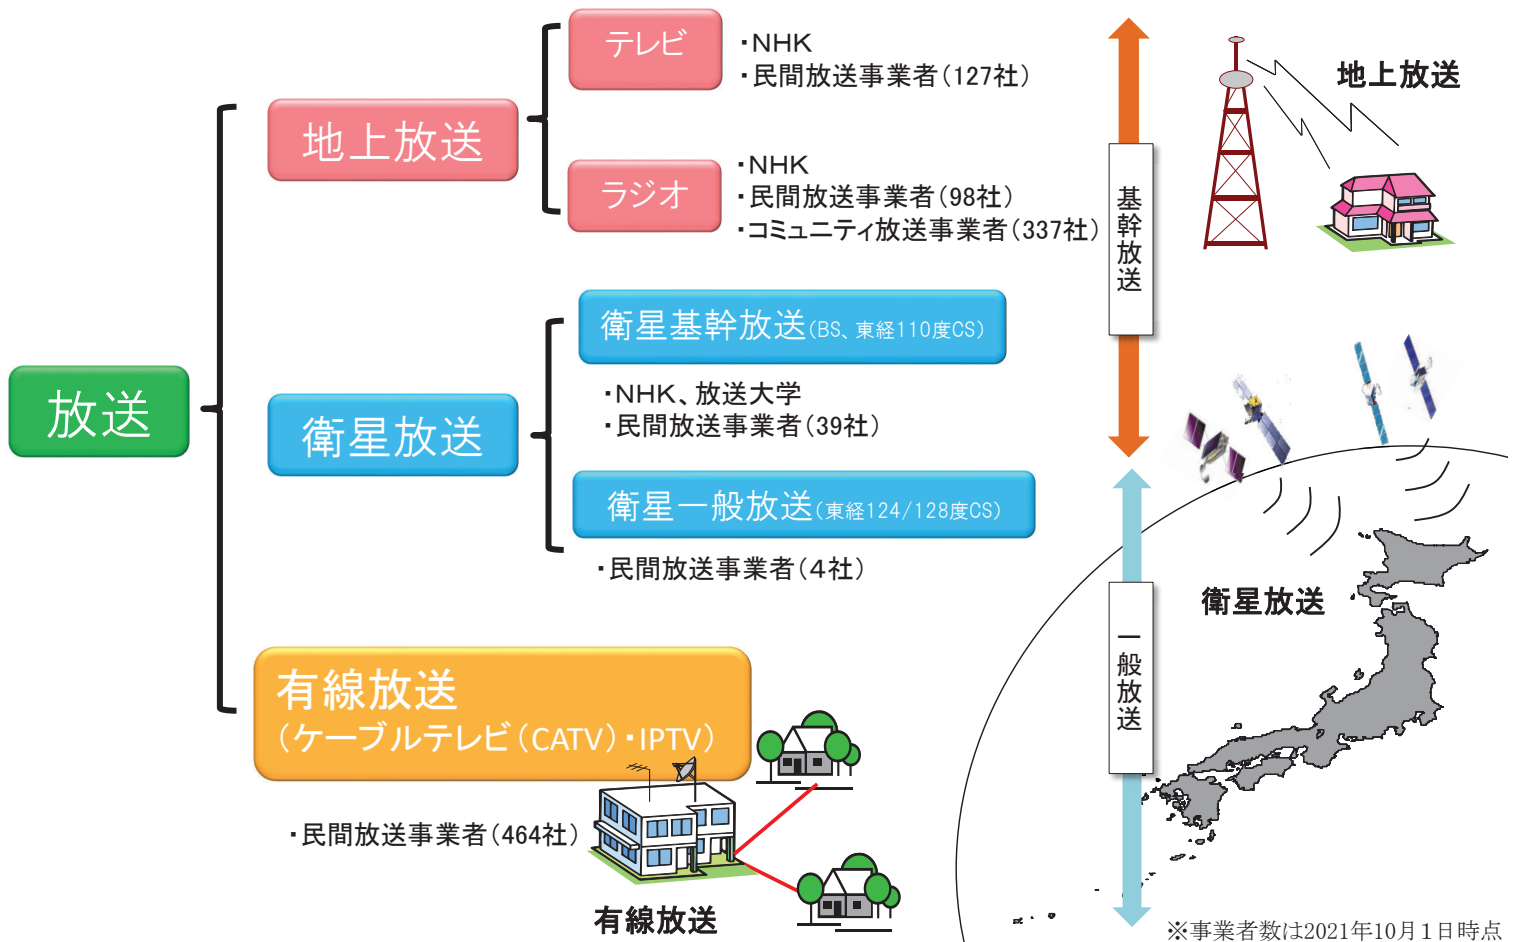 放送
地上放送
テレビ
・NHK
・民間放送事業者(127社)
ラジオ
・NHK
・民間放送事業者(98社)
・コミュニティ放送事業者(337社)
衛星放送
衛星基幹放送(BS、東経110度CS)
・NHK、放送大学
・民間放送事業者(39社)
衛星一般放送(東経124/128度CS)
・民間放送事業者(4社)
有線放送
(ケーブルテレビ(CATV)・IPTV)
・民間放送事業者(464社)
有線放送
基幹放送
一般放送
地上放送
衛星放送
※事業者数は2021年10月1日時点